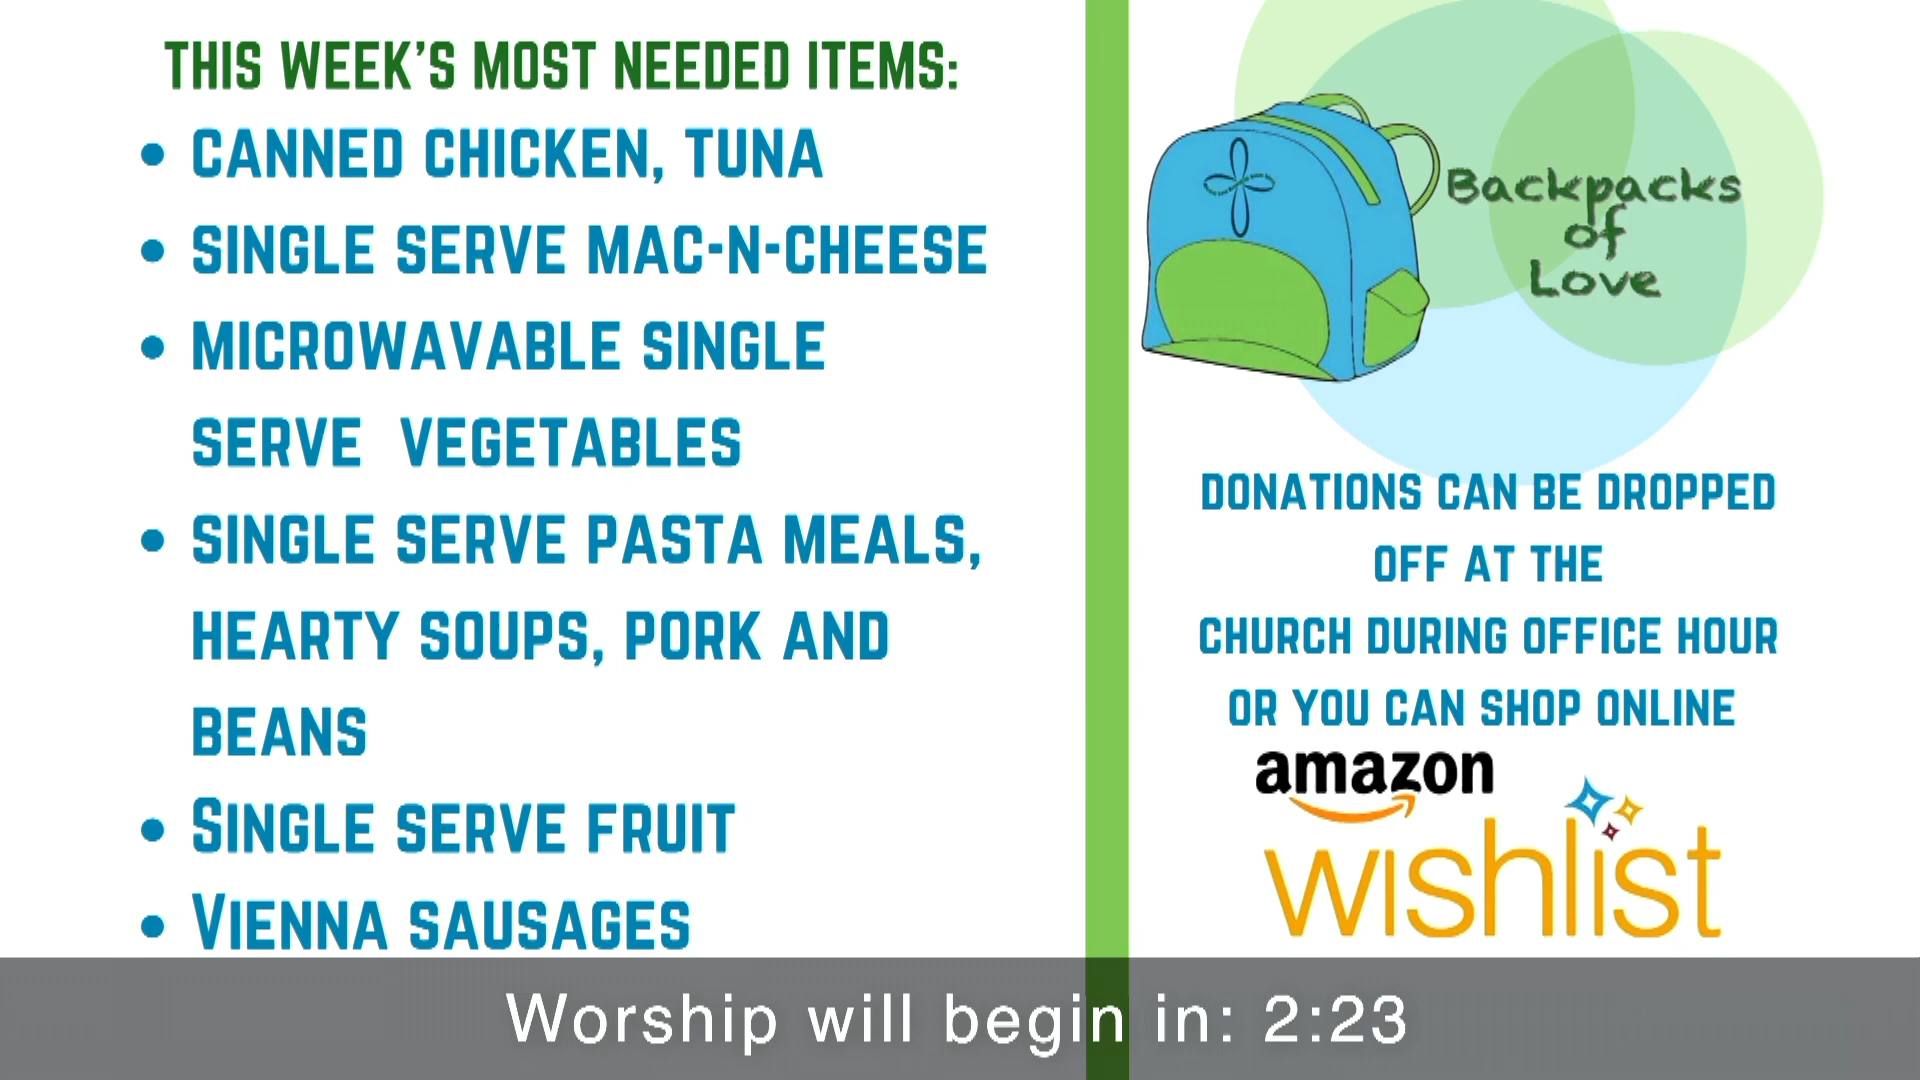 THIS WEEK'S MOST NEEDED ITEMS:
• CANNED CHICKEN, TUNA
• SINGLE SERVE MAC-N-CHEESE
• MICROWAVABLE SINGLE
SERVE VEGETABLES
• SINGLE SERVE PASTA MEALS,
HEARTY SOUPS, PORK AND
BEANS
• SINGLE SERVE FRUIT
• VIENNA SAUSAGES
Backpacks
of
Love
DONATIONS CAN BE DROPPED
OFF AT THE
CHURCH DURING OFFICE HOUR
OR YOU CAN SHOP ONLINE
amazon
wishlist
Worship will begin in: 2:23